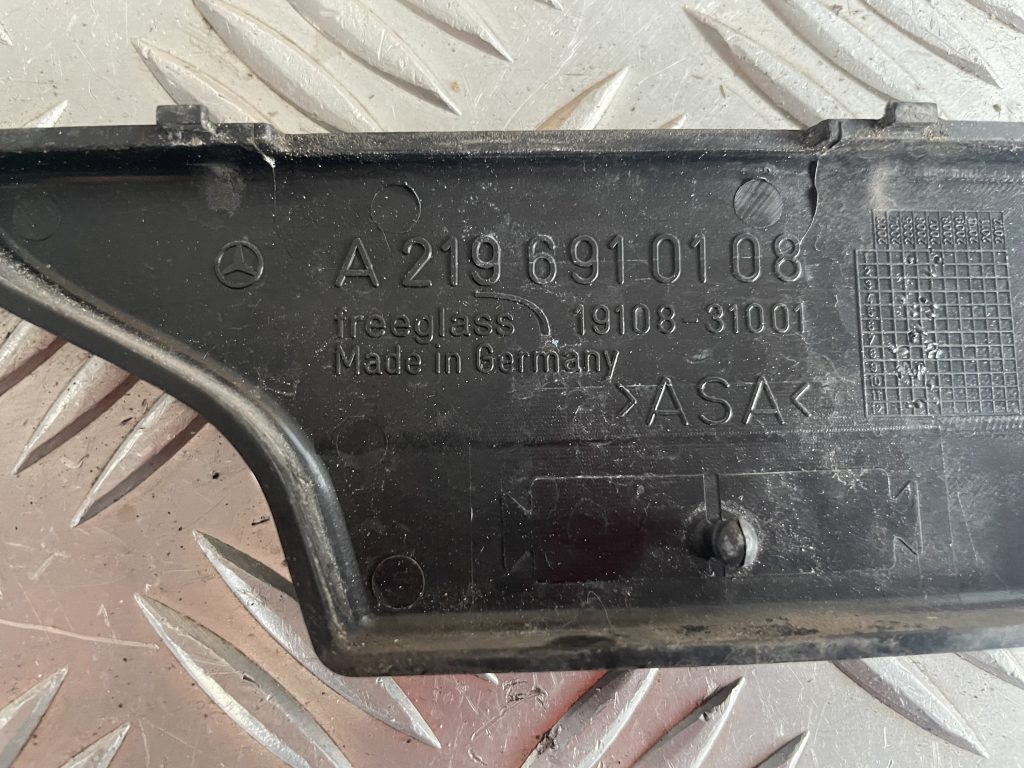 A 219 691 01 08
freeglass 19108-31001
Made in Germany
>ASA<